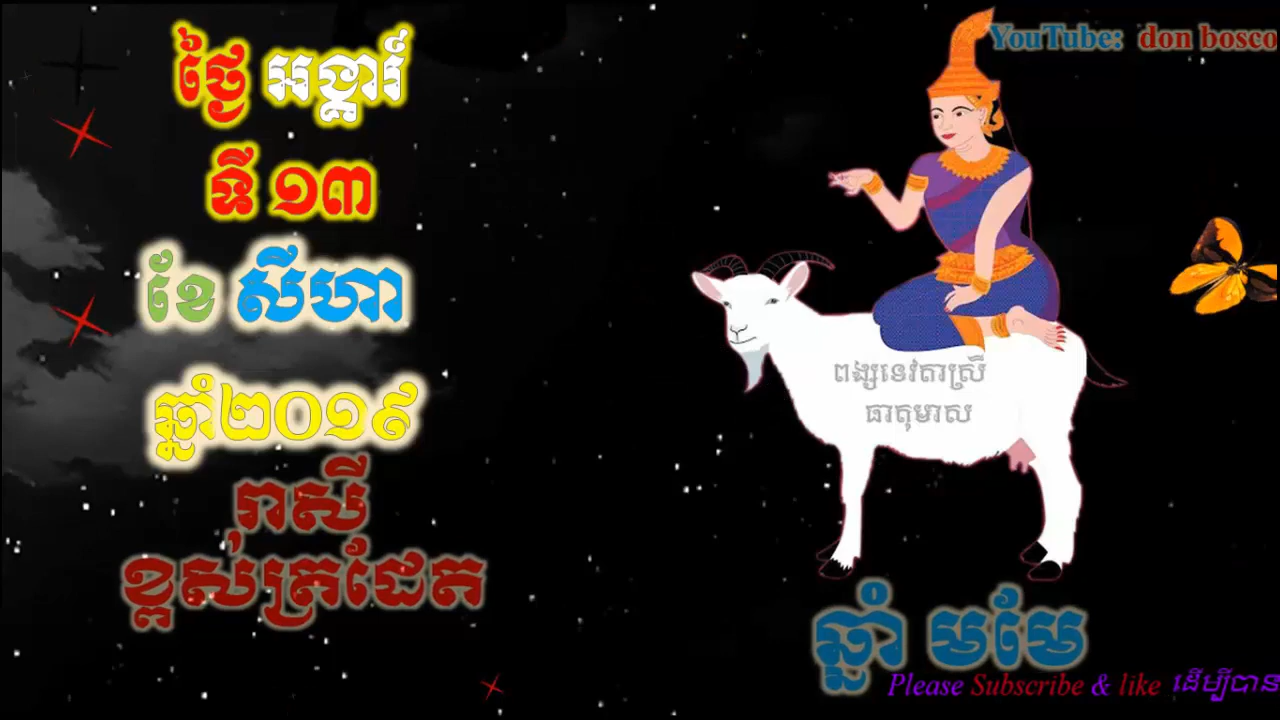 YouTube: don bosco
ថ្ងៃ អង្គារ៍
ទី ១៣
ខែ សីហា
ឆ្នាំ២០១៩
រាសី
ខ្ពស់ត្រដែត
ពង្សទេវតាស្រី
ធាតុមាស
ឆ្នាំ មមែ
Please Subscribe & like ដើម្បីបាន